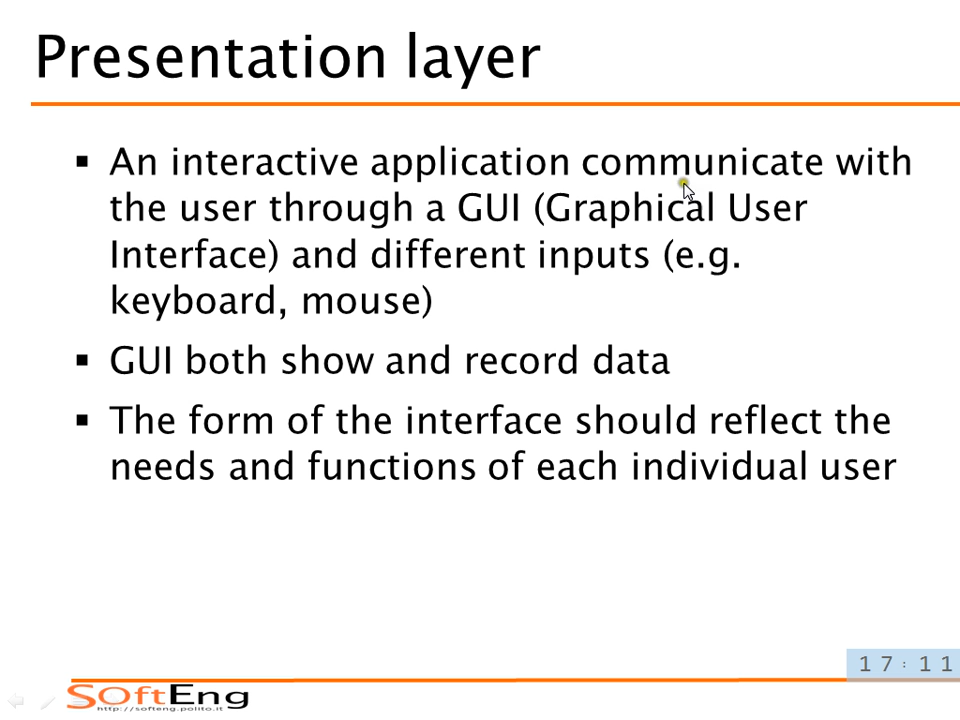 Presentation layer
▪ An interactive application communicate with
the user through a GUI (Graphical User
Interface) and different inputs (e.g.
keyboard, mouse)
▪ GUI both show and record data
▪ The form of the interface should reflect the
needs and functions of each individual user
17:11
SoftEng
http://softeng.polito.it